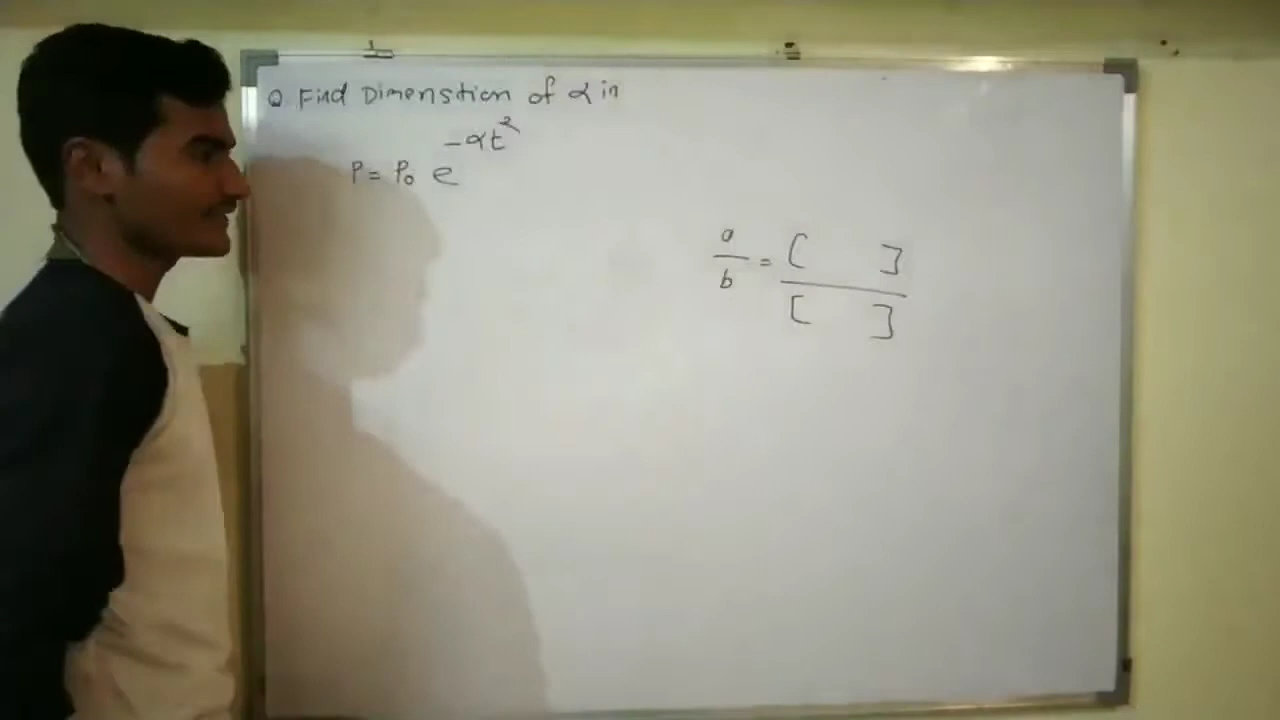 Q. Find Dimenstion of α in
P = P₀ e^{-αt²}
a/b = [ ]/[ ]